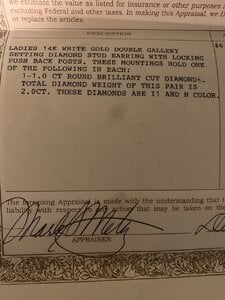 we estimate the value as listed for insurance or other purposes
excluding Federal and other taxes. In making this Appraisal, we
or replace the articles.
DESCRIPTION
LADIES 14K WHITE GOLD DOUBLE GALLERY
SETTING DIAMOND STUD EARRING WITH LOCKING
PUSH BACK POSTS. THESE MOUNTINGS HOLD ONE
OF THE FOLLOWING IN EACH:
1-1.0 CT ROUND BRILLIANT CUT DIAMOND.
TOTAL DIAMOND WEIGHT OF THIS PAIR IS
2.0CT. THESE DIAMONDS ARE I1 AND H COLOR.
The foregoing Appraisal is made with the understanding that
liability with respect to any action that may be taken on the
APPRAISER